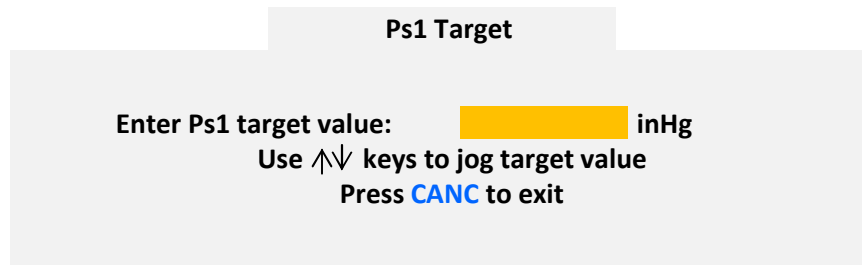 Ps1 Target
Enter Ps1 target value: inHg
Use ↑↓ keys to jog target value
Press CANC to exit